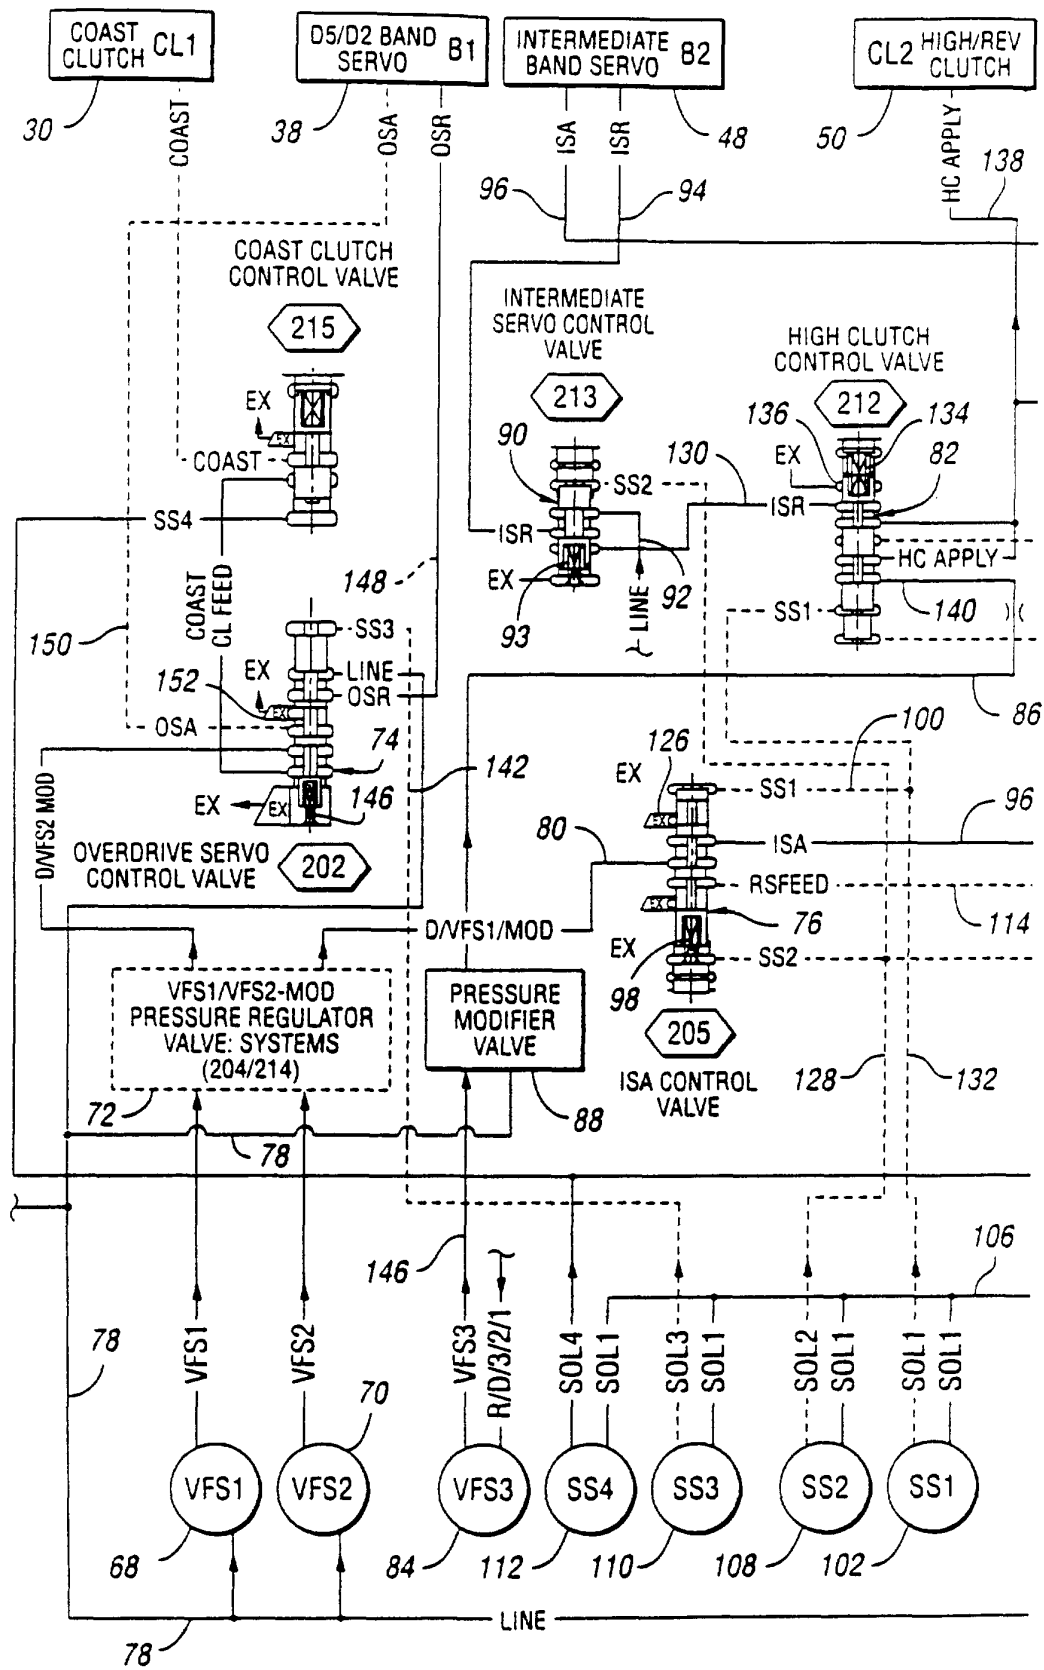 COAST
CLUTCH CL1
D5/D2 BAND
SERVO B1
INTERMEDIATE
BAND SERVO B2
CL2 HIGH/REV
CLUTCH
30
COAST
38
OSA
OSR
ISA
ISR
48
50
HC APPLY
138
96
94
COAST CLUTCH
CONTROL VALVE
215
INTERMEDIATE
SERVO CONTROL
VALVE
213
HIGH CLUTCH
CONTROL VALVE
212
EX
EX
COAST
SS4
90
SS2
130
136
134
EX
82
ISR
ISR
HC APPLY
EX
93
LINE
92
SS1
140
148
COAST
CL FEED
150
SS3
LINE
OSR
EX
152
EX
OSA
74
142
86
D/VFS2 MOD
EX
EX
146
OVERDRIVE SERVO
CONTROL VALVE
202
80
126
EX
EX
SS1
100
ISA
96
RSFEED
114
EX
76
EX
SS2
98
205
ISA CONTROL
VALVE
D/VFS1/MOD
VFS1/VFS2-MOD
PRESSURE REGULATOR
VALVE: SYSTEMS
(204/214)
72
PRESSURE
MODIFIER
VALVE
88
128
132
78
146
106
78
VFS1
VFS2
VFS3
R/D/3/2/1
SOL4
SOL1
SOL3
SOL1
SOL2
SOL1
SOL1
SOL1
70
VFS1
VFS2
VFS3
SS4
SS3
SS2
SS1
68
84
112
110
108
102
LINE
78